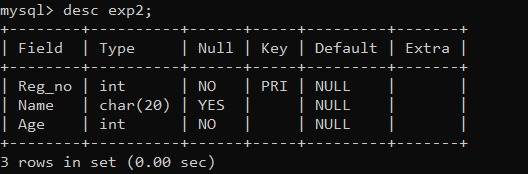 mysql> desc exp2;
+--------+----------+------+-----+---------+-------+
| Field  | Type     | Null | Key | Default | Extra |
+--------+----------+------+-----+---------+-------+
| Reg_no | int      | NO   | PRI | NULL    |       |
| Name   | char(20) | YES  |     | NULL    |       |
| Age    | int      | NO   |     | NULL    |       |
+--------+----------+------+-----+---------+-------+
3 rows in set (0.00 sec)